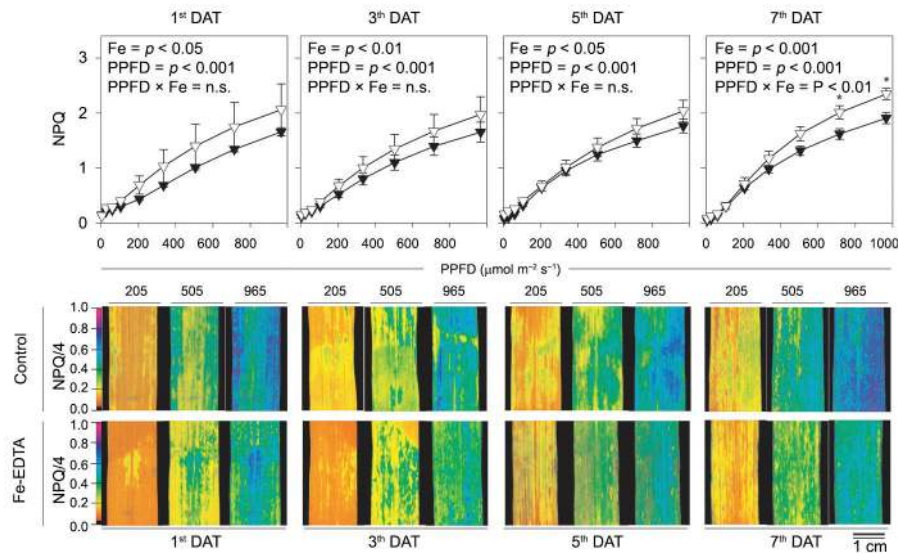 1st DAT 3th DAT 5th DAT 7th DAT
Fe = p < 0.05
PPFD = p < 0.001
PPFD × Fe = n.s.
Fe = p < 0.01
PPFD = p < 0.001
PPFD × Fe = n.s.
Fe = p < 0.05
PPFD = p < 0.001
PPFD × Fe = n.s.
Fe = p < 0.001
PPFD = p < 0.001
PPFD × Fe = P < 0.01
* *
NPQ
3
2
1
0
0 200 400 600 800 0 200 400 600 800 0 200 400 600 800 0 200 400 600 800 1000
PPFD (μmol m⁻² s⁻¹)
205 505 965 205 505 965 205 505 965 205 505 965
Control
NPQ/4
1.0
0.8
0.6
0.4
0.2
0.0
Fe-EDTA
NPQ/4
1.0
0.8
0.6
0.4
0.2
0.0
1st DAT 3th DAT 5th DAT 7th DAT
1 cm